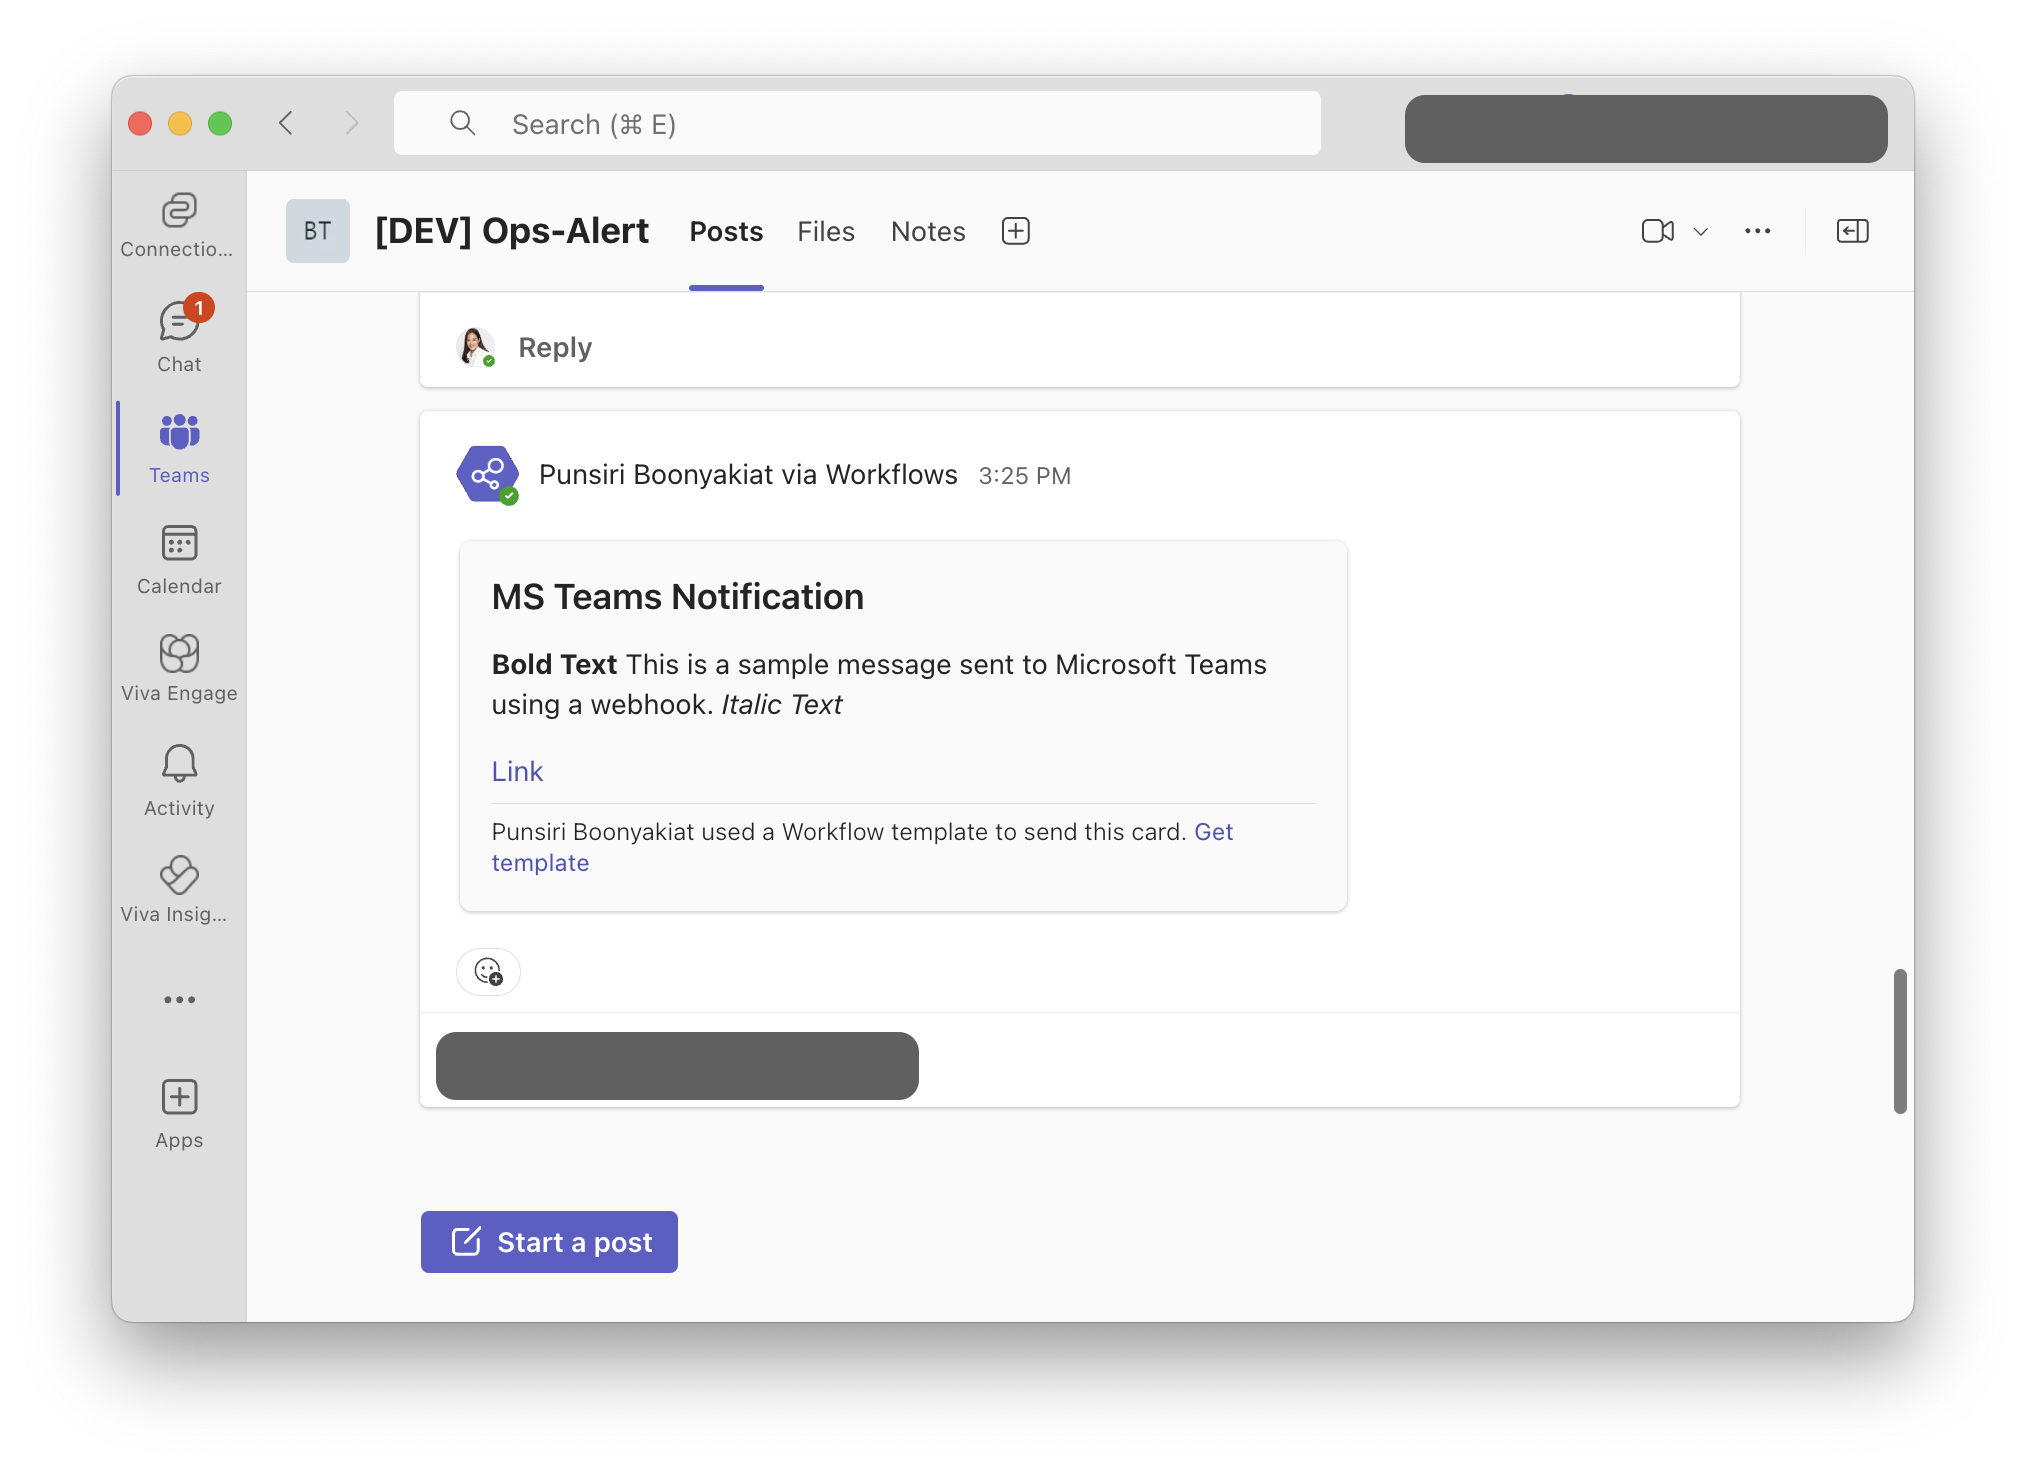 Search (⌘ E)
Connectio...
1
Chat
Teams
Calendar
Viva Engage
Activity
Viva Insig...
Apps
BT
[DEV] Ops-Alert
Posts
Files
Notes
Reply
Punsiri Boonyakiat via Workflows 3:25 PM
MS Teams Notification
Bold Text This is a sample message sent to Microsoft Teams
using a webhook. Italic Text
Link
Punsiri Boonyakiat used a Workflow template to send this card. Get
template
Start a post